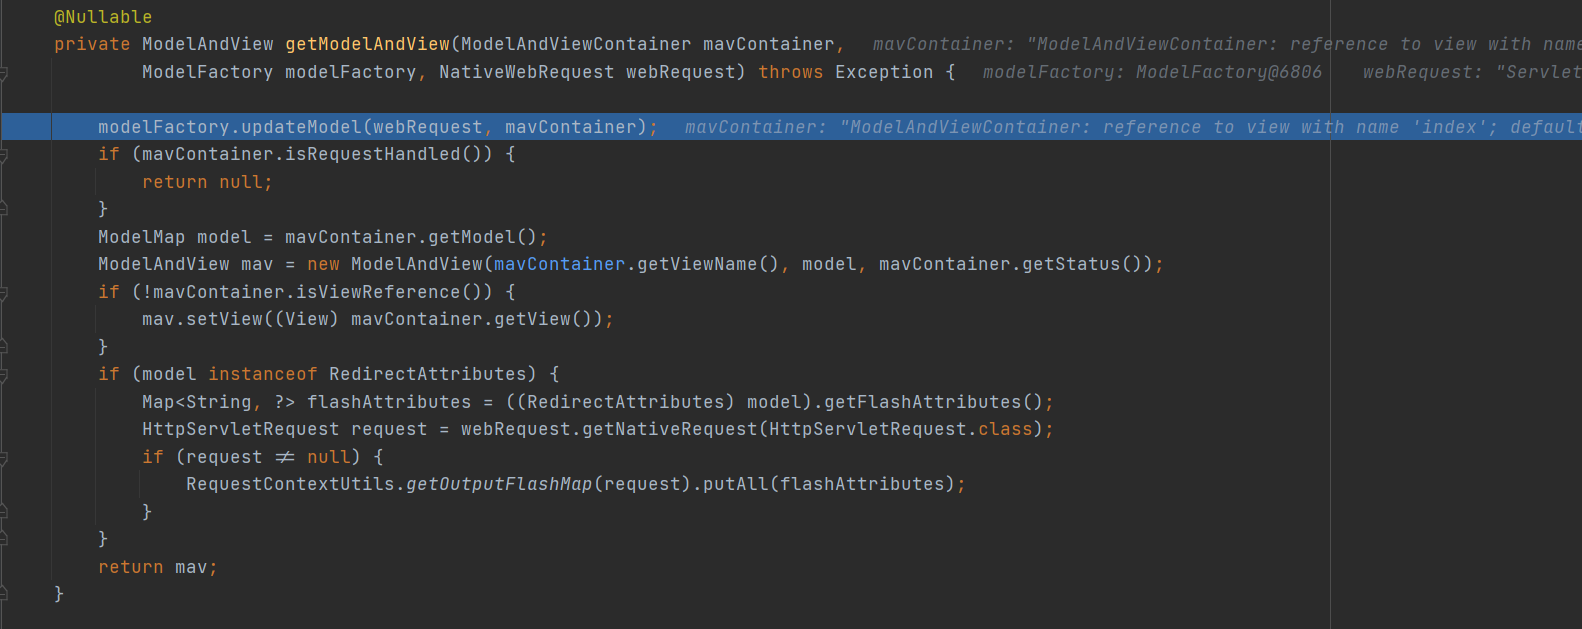 @Nullable
private ModelAndView getModelAndView(ModelAndViewContainer mavContainer, mavContainer: "ModelAndViewContainer: reference to view with name
ModelFactory modelFactory, NativeWebRequest webRequest) throws Exception { modelFactory: ModelFactory@6806 webRequest: "Servlet
modelFactory.updateModel(webRequest, mavContainer); mavContainer: "ModelAndViewContainer: reference to view with name 'index'; default
if (mavContainer.isRequestHandled()) {
return null;
}
ModelMap model = mavContainer.getModel();
ModelAndView mav = new ModelAndView(mavContainer.getViewName(), model, mavContainer.getStatus());
if (!mavContainer.isViewReference()) {
mav.setView((View) mavContainer.getView());
}
if (model instanceof RedirectAttributes) {
Map<String, ?> flashAttributes = ((RedirectAttributes) model).getFlashAttributes();
HttpServletRequest request = webRequest.getNativeRequest(HttpServletRequest.class);
if (request ≠ null) {
RequestContextUtils.getOutputFlashMap(request).putAll(flashAttributes);
}
}
return mav;
}